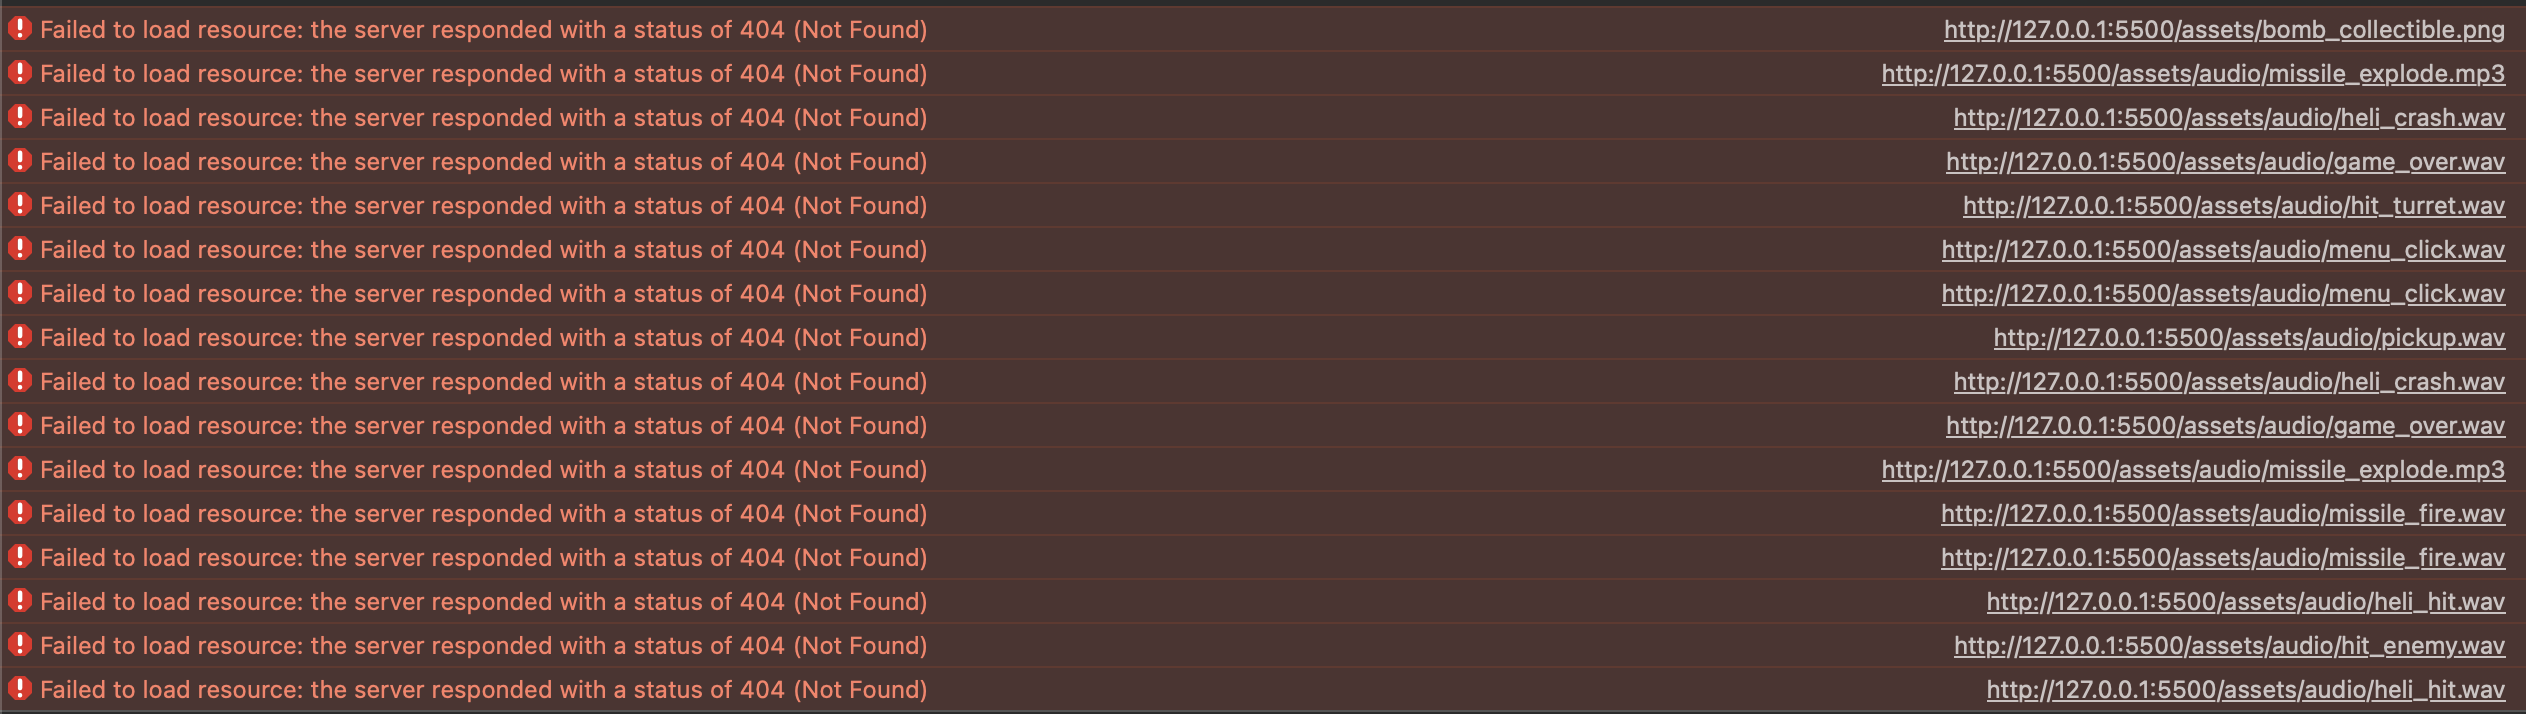 Failed to load resource: the server responded with a status of 404 (Not Found) http://127.0.0.1:5500/assets/bomb_collectible.png
Failed to load resource: the server responded with a status of 404 (Not Found) http://127.0.0.1:5500/assets/audio/missile_explode.mp3
Failed to load resource: the server responded with a status of 404 (Not Found) http://127.0.0.1:5500/assets/audio/heli_crash.wav
Failed to load resource: the server responded with a status of 404 (Not Found) http://127.0.0.1:5500/assets/audio/game_over.wav
Failed to load resource: the server responded with a status of 404 (Not Found) http://127.0.0.1:5500/assets/audio/hit_turret.wav
Failed to load resource: the server responded with a status of 404 (Not Found) http://127.0.0.1:5500/assets/audio/menu_click.wav
Failed to load resource: the server responded with a status of 404 (Not Found) http://127.0.0.1:5500/assets/audio/menu_click.wav
Failed to load resource: the server responded with a status of 404 (Not Found) http://127.0.0.1:5500/assets/audio/pickup.wav
Failed to load resource: the server responded with a status of 404 (Not Found) http://127.0.0.1:5500/assets/audio/heli_crash.wav
Failed to load resource: the server responded with a status of 404 (Not Found) http://127.0.0.1:5500/assets/audio/game_over.wav
Failed to load resource: the server responded with a status of 404 (Not Found) http://127.0.0.1:5500/assets/audio/missile_explode.mp3
Failed to load resource: the server responded with a status of 404 (Not Found) http://127.0.0.1:5500/assets/audio/missile_fire.wav
Failed to load resource: the server responded with a status of 404 (Not Found) http://127.0.0.1:5500/assets/audio/missile_fire.wav
Failed to load resource: the server responded with a status of 404 (Not Found) http://127.0.0.1:5500/assets/audio/heli_hit.wav
Failed to load resource: the server responded with a status of 404 (Not Found) http://127.0.0.1:5500/assets/audio/hit_enemy.wav
Failed to load resource: the server responded with a status of 404 (Not Found) http://127.0.0.1:5500/assets/audio/heli_hit.wav